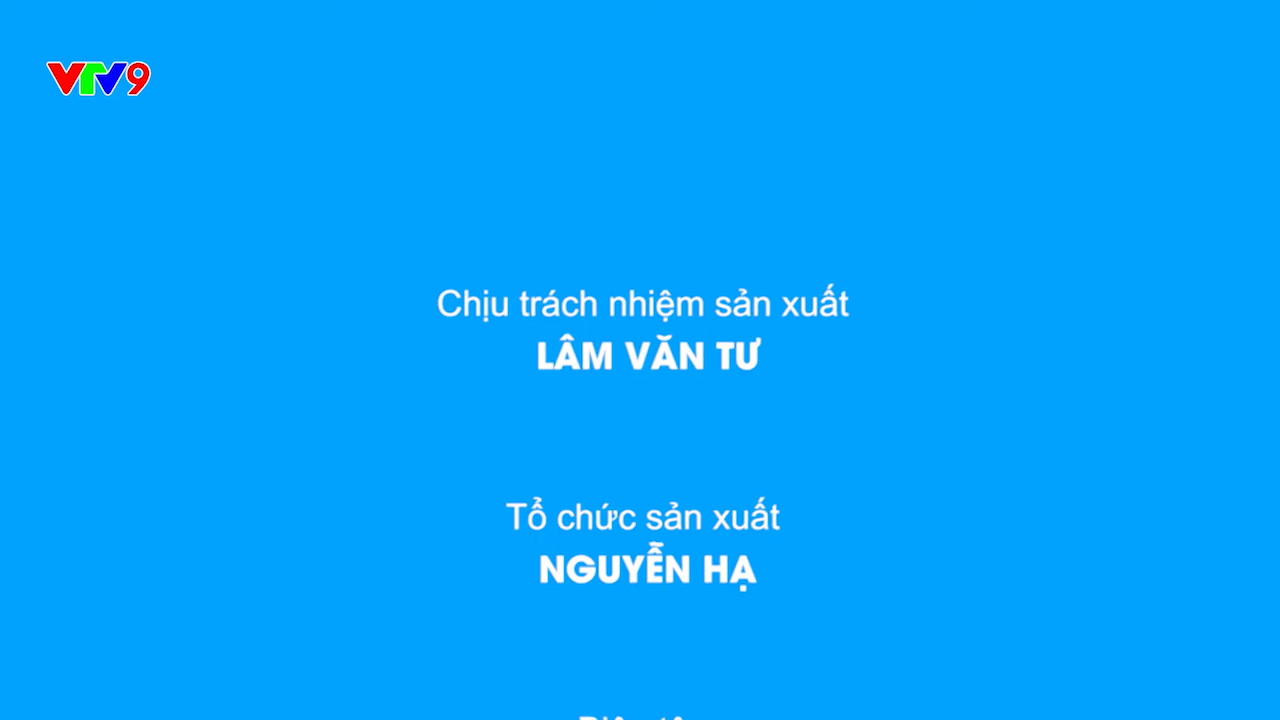 VTV9
Chịu trách nhiệm sản xuất
LÂM VĂN TƯ
Tổ chức sản xuất
NGUYỄN HẠ